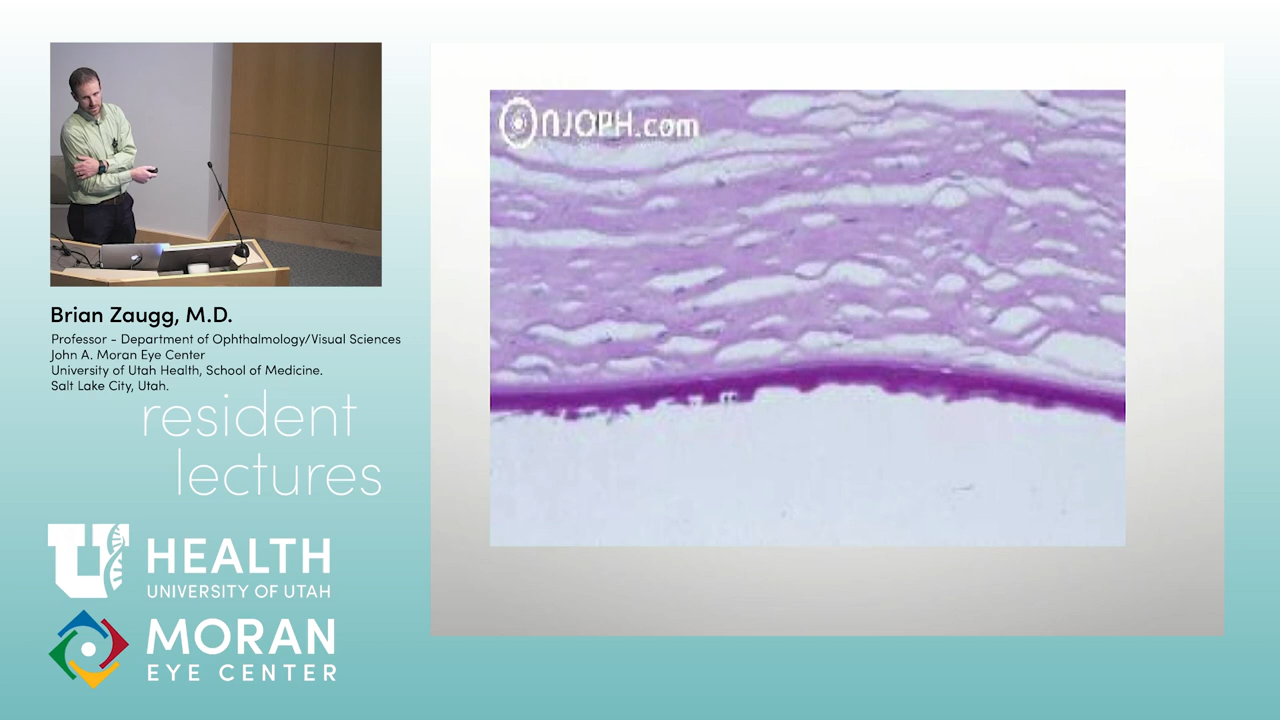 NJOPH.com
Brian Zaugg, M.D.
Professor - Department of Ophthalmology/Visual Sciences
John A. Moran Eye Center
University of Utah Health, School of Medicine.
Salt Lake City, Utah.
resident
lectures
U HEALTH
UNIVERSITY OF UTAH
MORAN
EYE CENTER